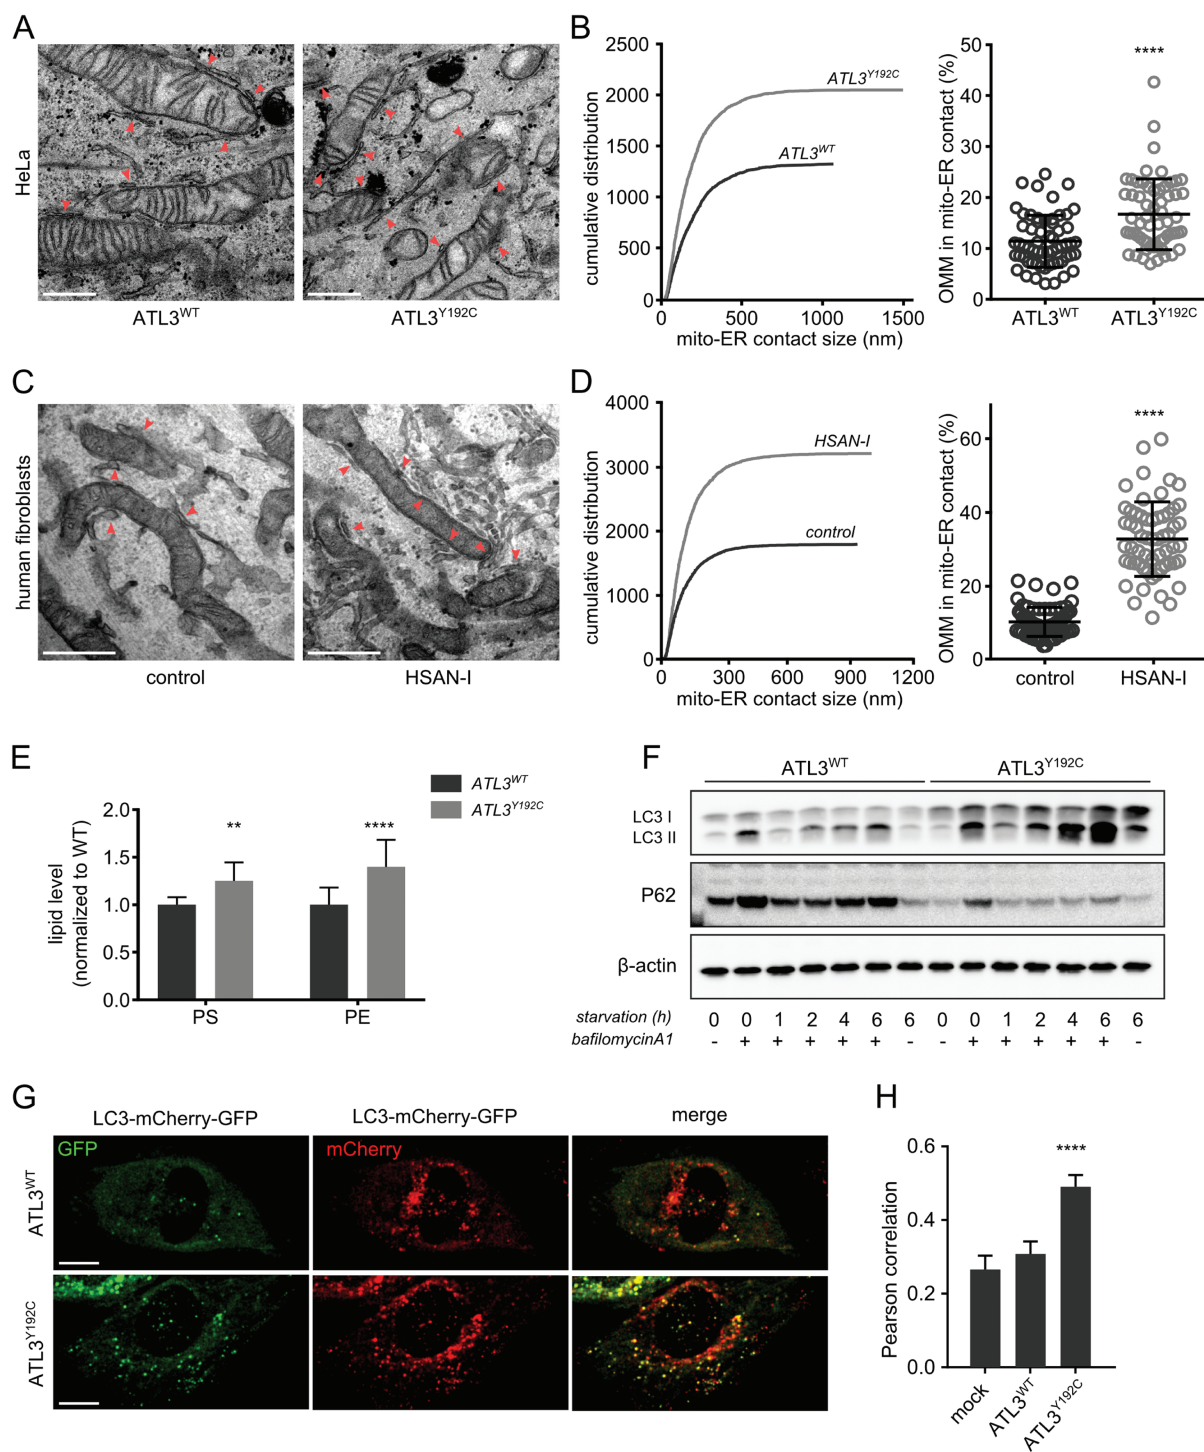 A
HeLa
ATL3WT
ATL3Y192C
B
cumulative distribution
2500
2000
1500
1000
500
0
ATL3Y192C
ATL3WT
0 500 1000 1500
mito-ER contact size (nm)
OMM in mito-ER contact (%)
50
40
30
20
10
0
****
ATL3WT ATL3Y192C
C
human fibroblasts
control
HSAN-I
D
cumulative distribution
4000
3000
2000
1000
0
HSAN-I
control
0 300 600 900 1200
mito-ER contact size (nm)
OMM in mito-ER contact (%)
60
40
20
0
****
control HSAN-I
E
ATL3WT
ATL3Y192C
lipid level
(normalized to WT)
2.0
1.5
1.0
0.5
0.0
** ****
PS PE
F
ATL3WT ATL3Y192C
LC3 I
LC3 II
P62
β-actin
starvation (h) 0 0 1 2 4 6 6 0 0 1 2 4 6 6
bafilomycinA1 - + + + + + - - + + + + + -
G
LC3-mCherry-GFP LC3-mCherry-GFP merge
GFP mCherry
ATL3WT
ATL3Y192C
H
Pearson correlation
0.6
0.4
0.2
0.0
****
mock
ATL3WT
ATL3Y192C